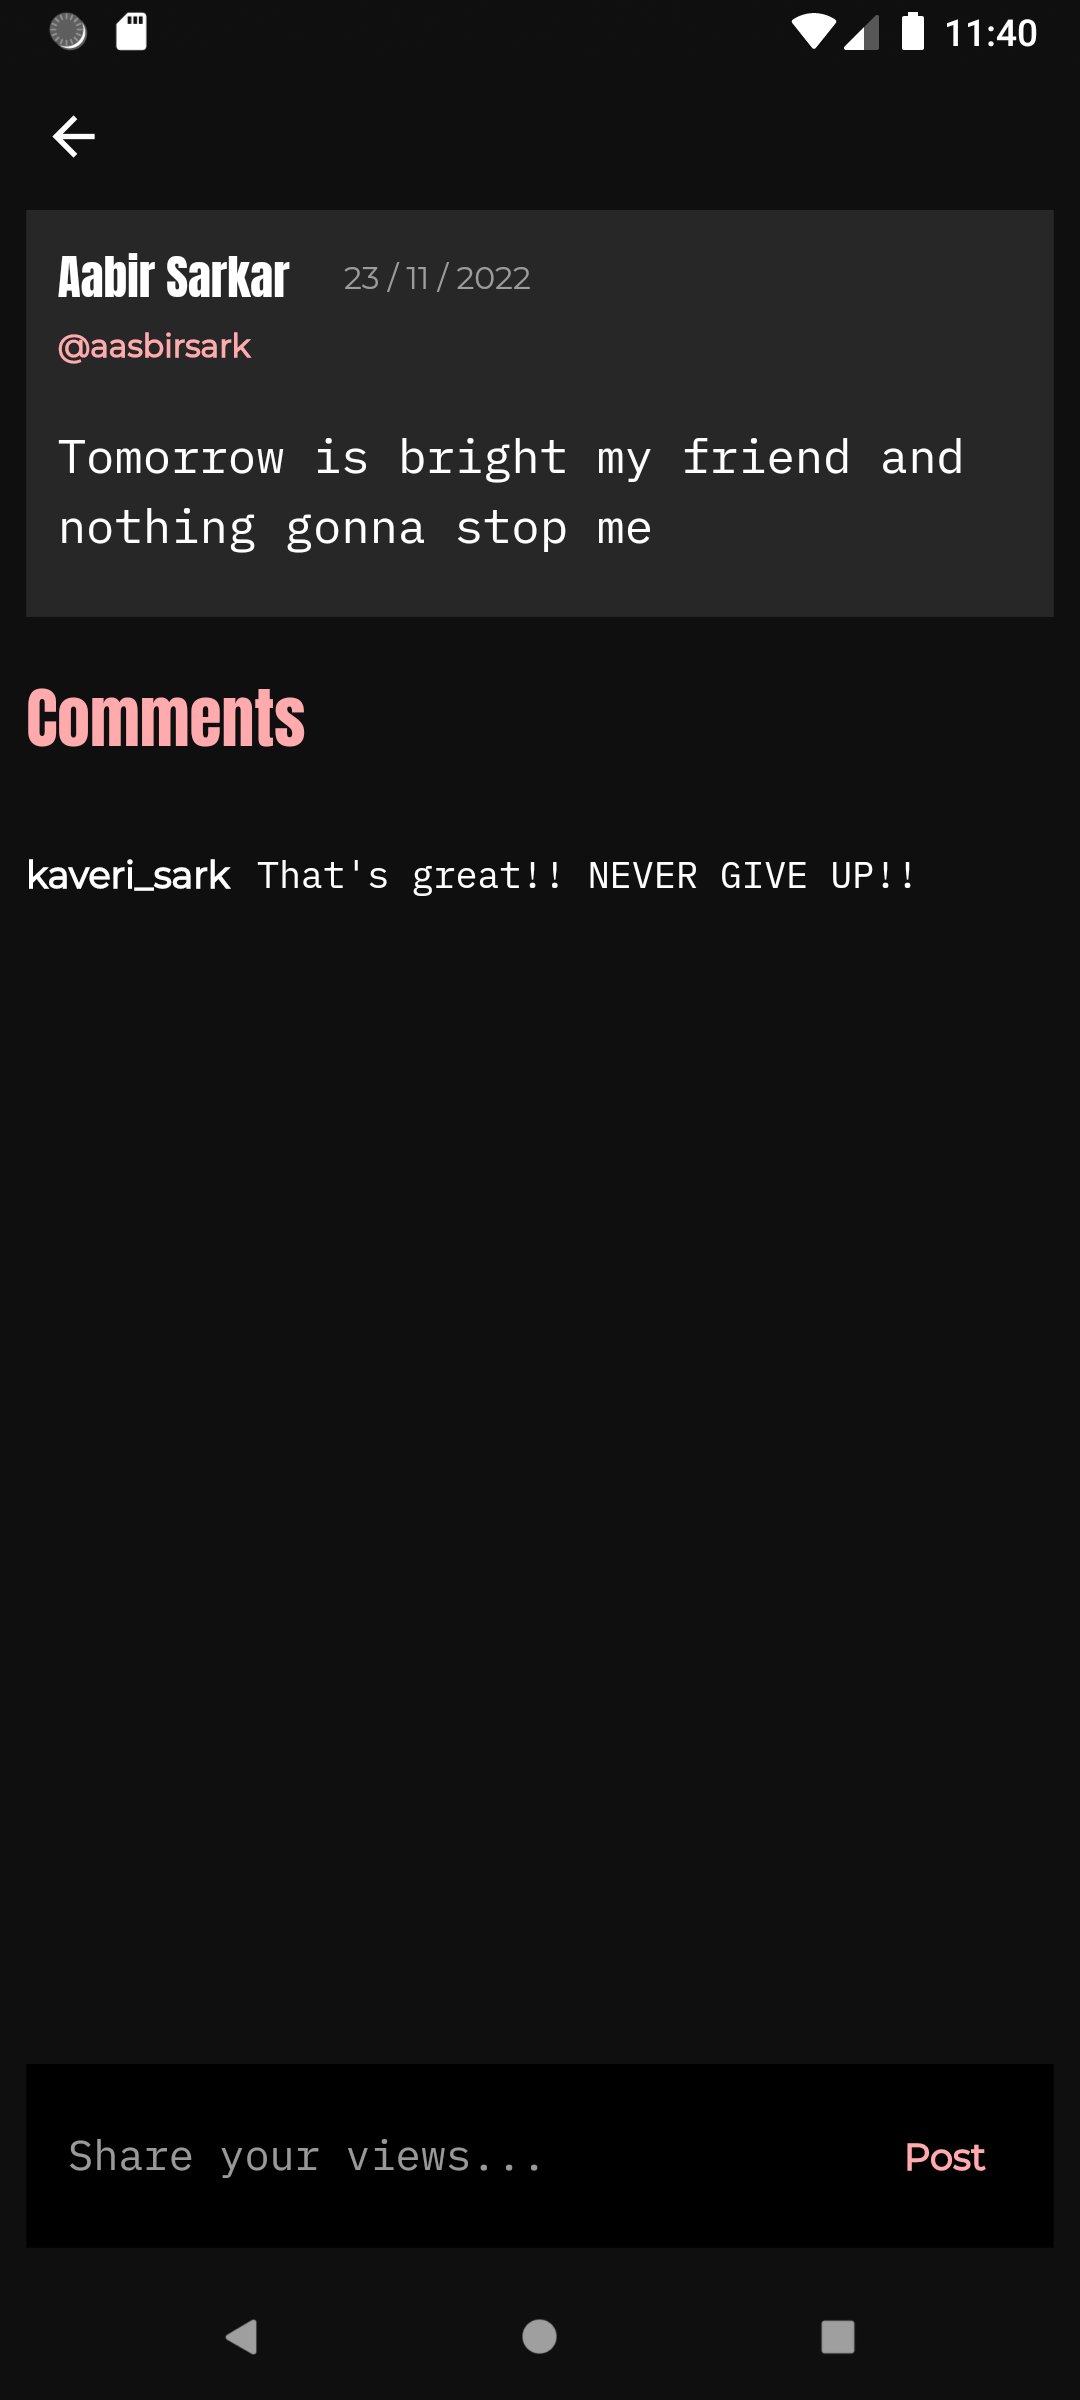 11:40
Aabir Sarkar 23 / 11 / 2022
@aasbirsark
Tomorrow is bright my friend and
nothing gonna stop me
Comments
kaveri_sark That's great!! NEVER GIVE UP!!
Share your views... Post